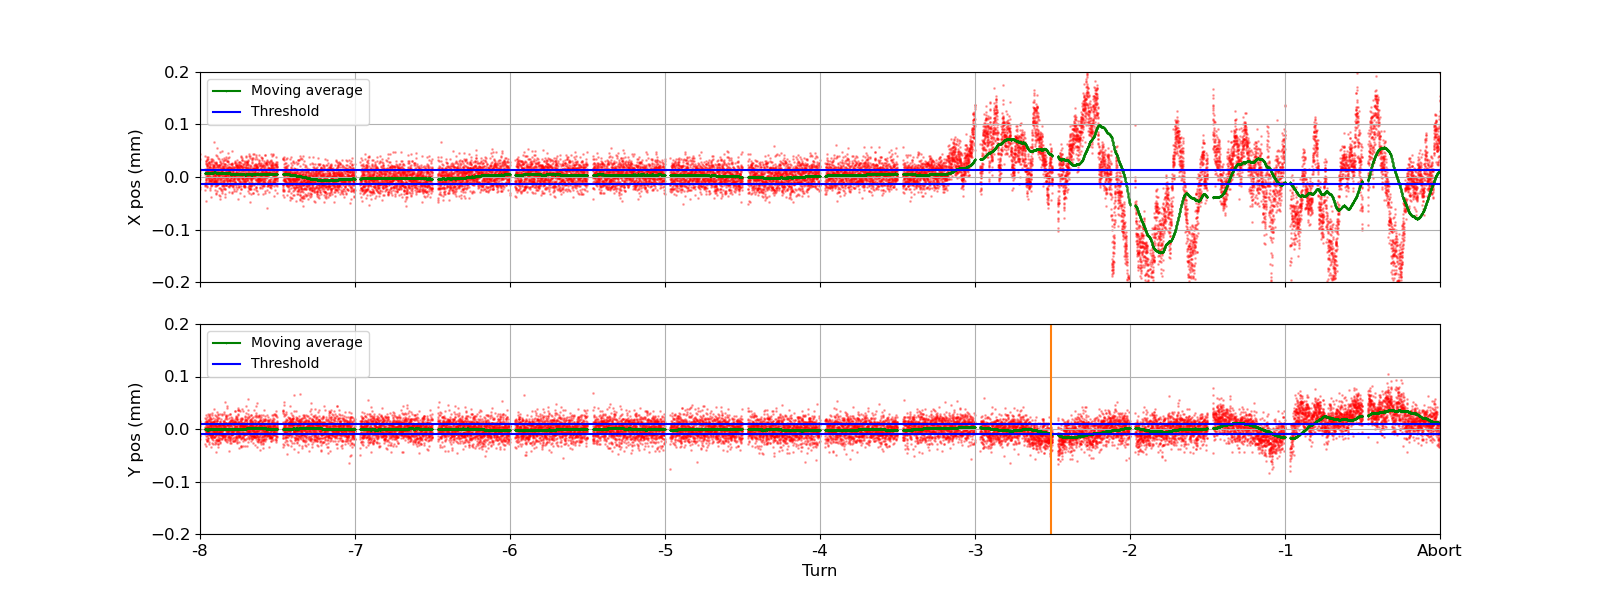 X pos (mm)
0.2
0.1
0.0
−0.1
−0.2
Moving average
Threshold
Y pos (mm)
0.2
0.1
0.0
−0.1
−0.2
Moving average
Threshold
-8 -7 -6 -5 -4 -3 -2 -1 Abort
Turn